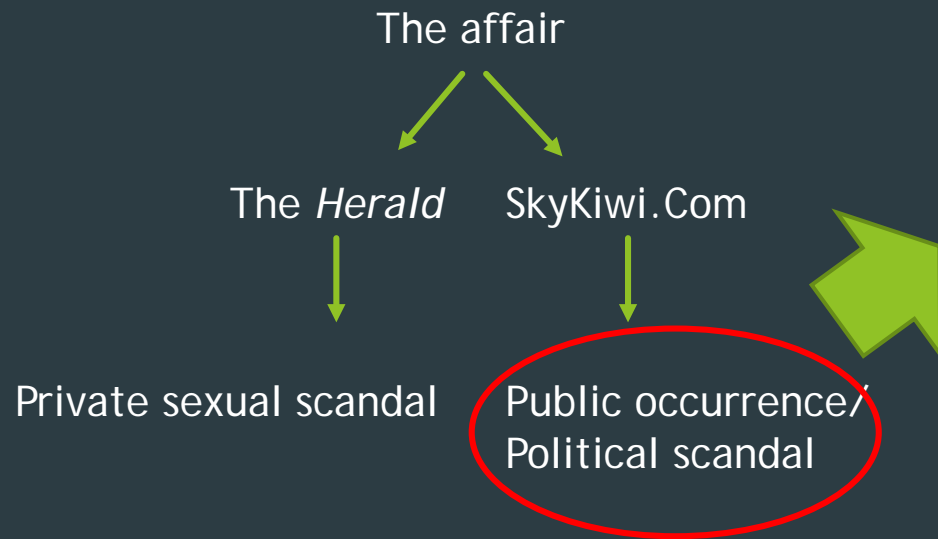 The affair
The Herald
SkyKiwi.Com
Private sexual scandal
Public occurrence/
Political scandal